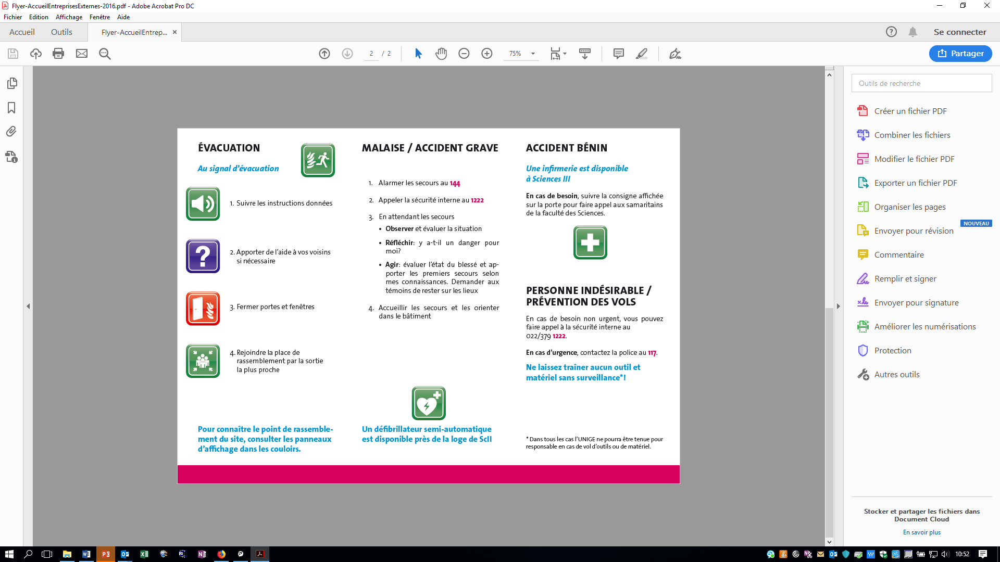 Flyer-AccueilEntreprisesExternes-2016.pdf - Adobe Acrobat Pro DC
Fichier Edition Affichage Fenêtre Aide
Accueil Outils Flyer-AccueilEntrep... × Se connecter
2 / 2 75% Partager
Outils de recherche
Créer un fichier PDF
Combiner les fichiers
Modifier le fichier PDF
Exporter un fichier PDF
Organiser les pages
NOUVEAU
Envoyer pour révision
Commentaire
Remplir et signer
Envoyer pour signature
Améliorer les numérisations
Protection
Autres outils
Stocker et partager les fichiers dans
Document Cloud
En savoir plus
ÉVACUATION
Au signal d'évacuation
1. Suivre les instructions données
2. Apporter de l'aide à vos voisins
si nécessaire
3. Fermer portes et fenêtres
4. Rejoindre la place de
rassemblement par la sortie
la plus proche
Pour connaître le point de rassemble-
ment du site, consulter les panneaux
d'affichage dans les couloirs.
MALAISE / ACCIDENT GRAVE
1. Alarmer les secours au 144
2. Appeler la sécurité interne au 1222
3. En attendant les secours
• Observer et évaluer la situation
• Réfléchir: y a-t-il un danger pour
moi?
• Agir: évaluer l'état du blessé et ap-
porter les premiers secours selon
mes connaissances. Demander aux
témoins de rester sur les lieux
4. Accueillir les secours et les orienter
dans le bâtiment
Un défibrillateur semi-automatique
est disponible près de la loge de ScII
ACCIDENT BÉNIN
Une infirmerie est disponible
à Sciences III
En cas de besoin, suivre la consigne affichée
sur la porte pour faire appel aux samaritains
de la faculté des Sciences.
PERSONNE INDÉSIRABLE /
PRÉVENTION DES VOLS
En cas de besoin non urgent, vous pouvez
faire appel à la sécurité interne au
022/379 1222.
En cas d'urgence, contactez la police au 117.
Ne laissez traîner aucun outil et
matériel sans surveillance*!
* Dans tous les cas l'UNIGE ne pourra être tenue pour
responsable en cas de vol d'outils ou de matériel.
10:52